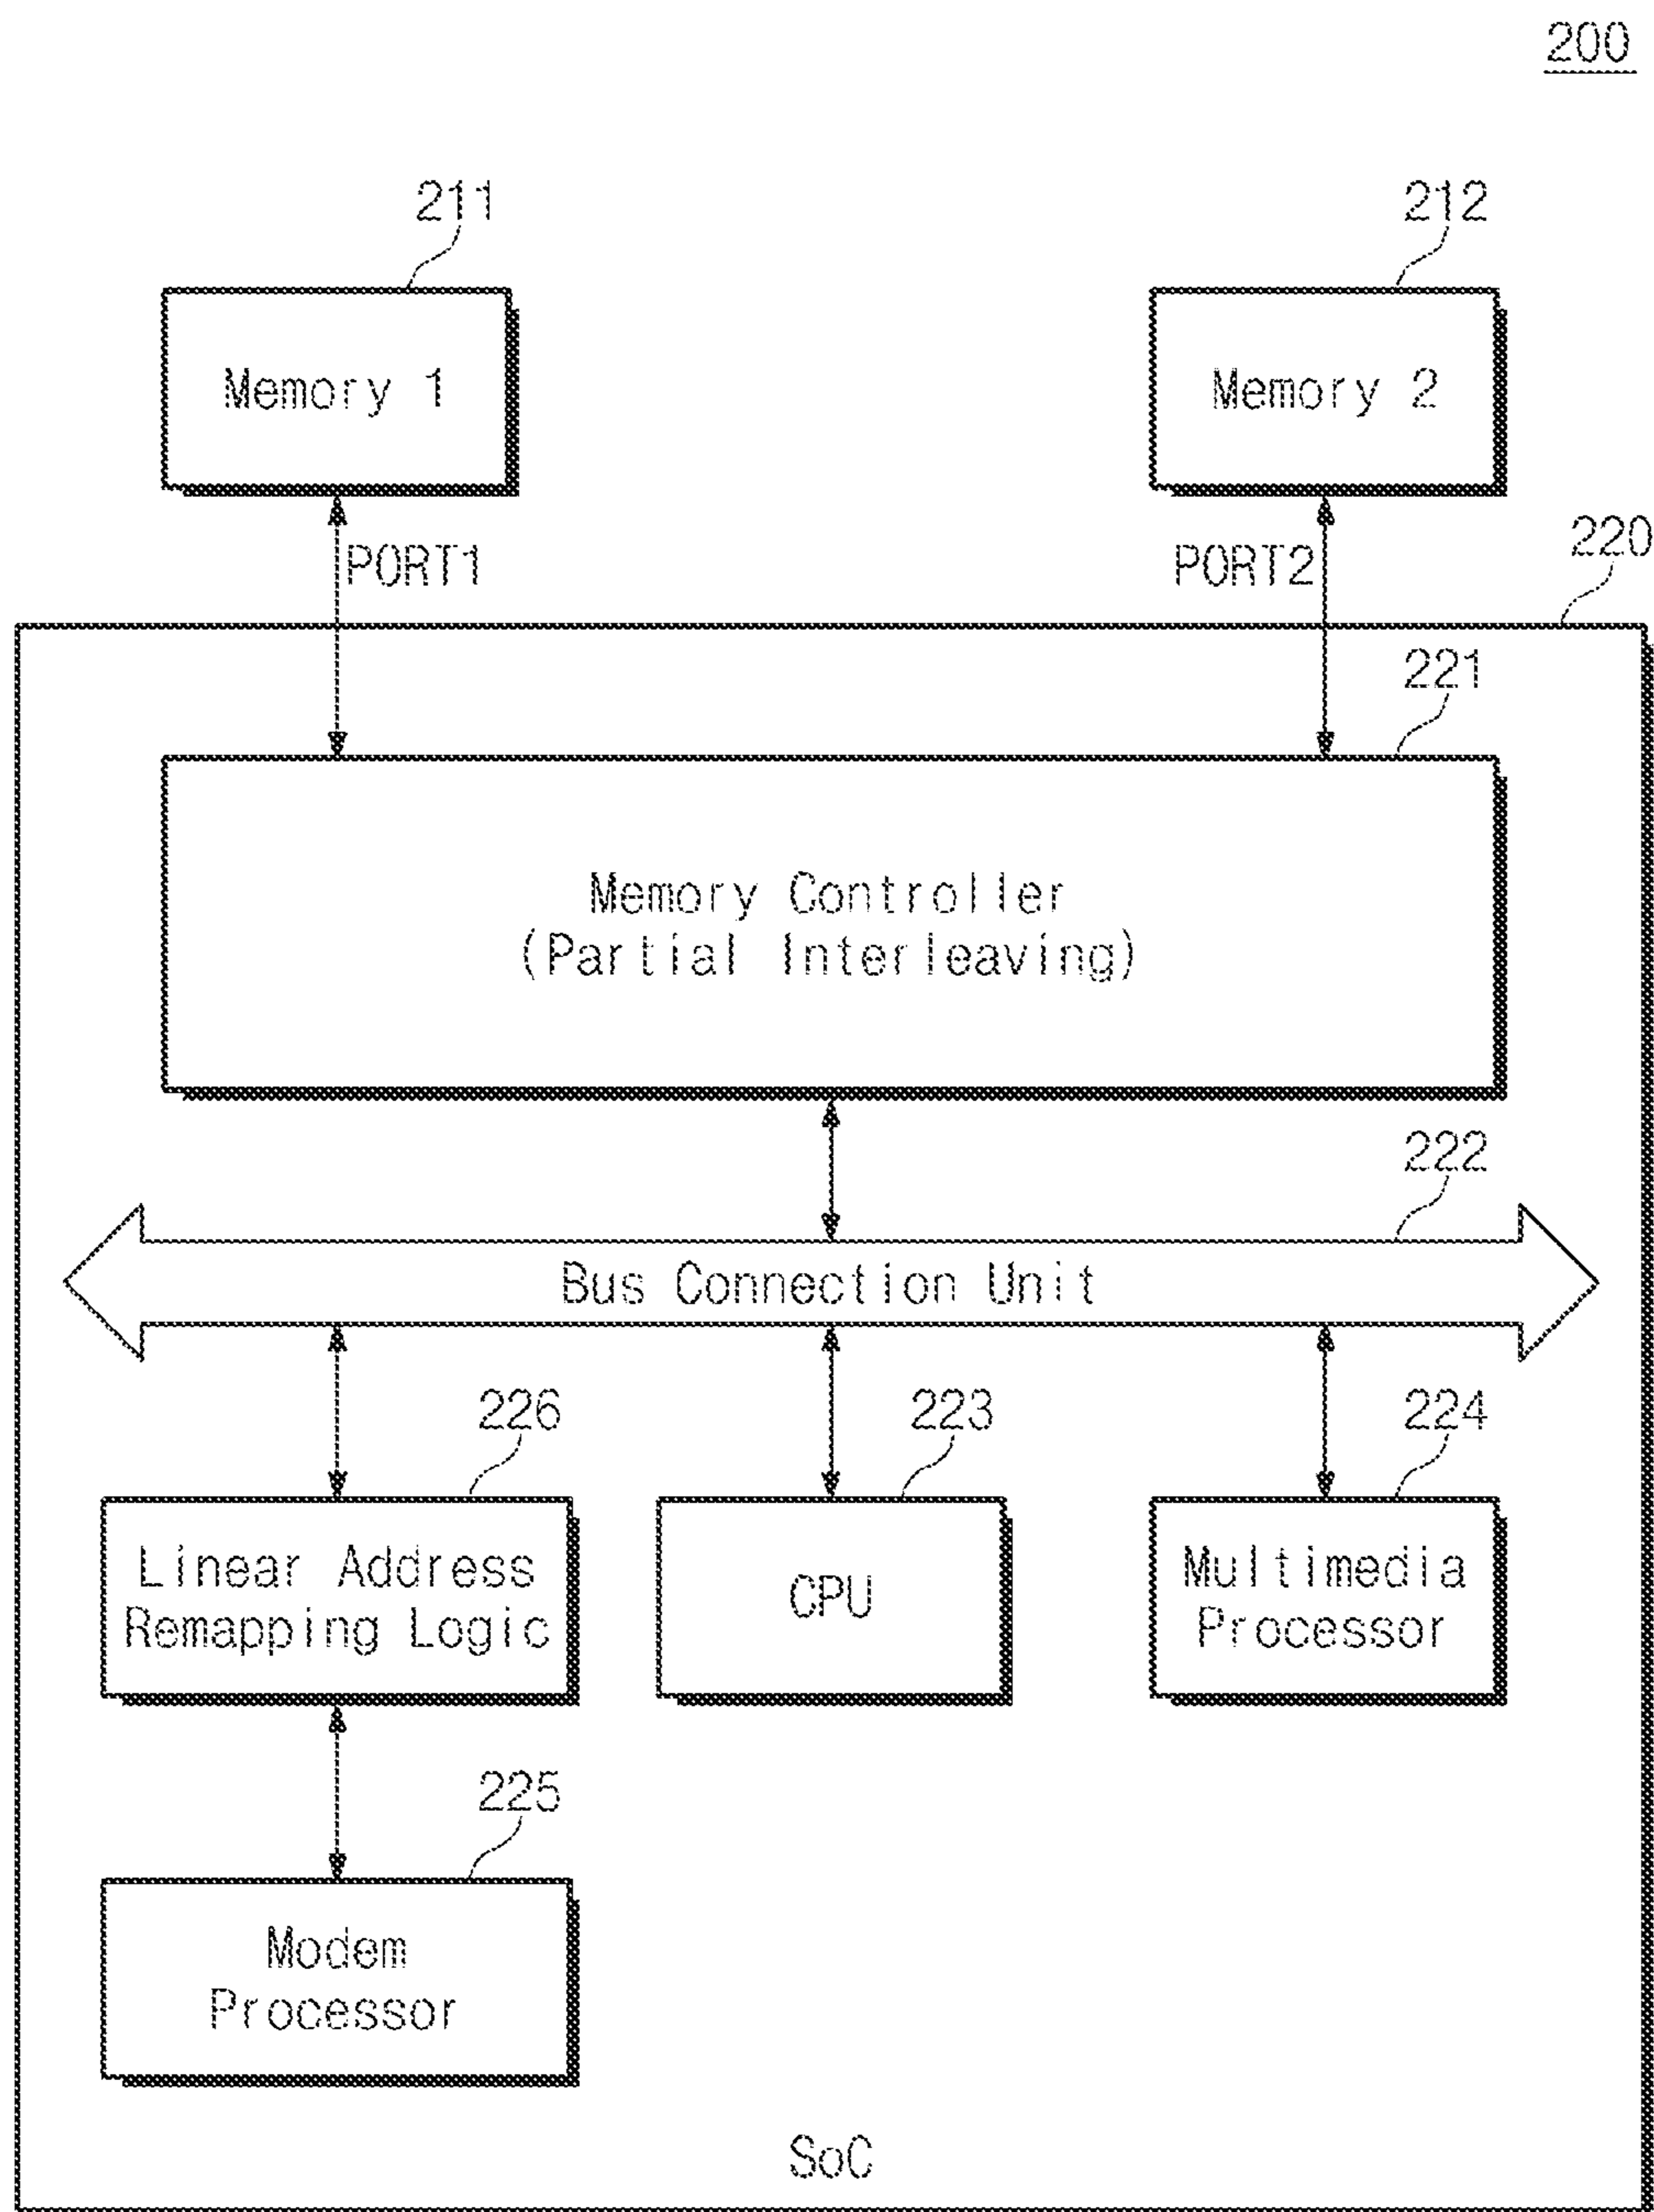 200
211
212
Memory 1
Memory 2
PORT1
PORT2
220
221
Memory Controller
(Partial Interleaving)
222
Bus Connection Unit
226
223
224
Linear Address
Remapping Logic
CPU
Multimedia
Processor
225
Modem
Processor
SoC